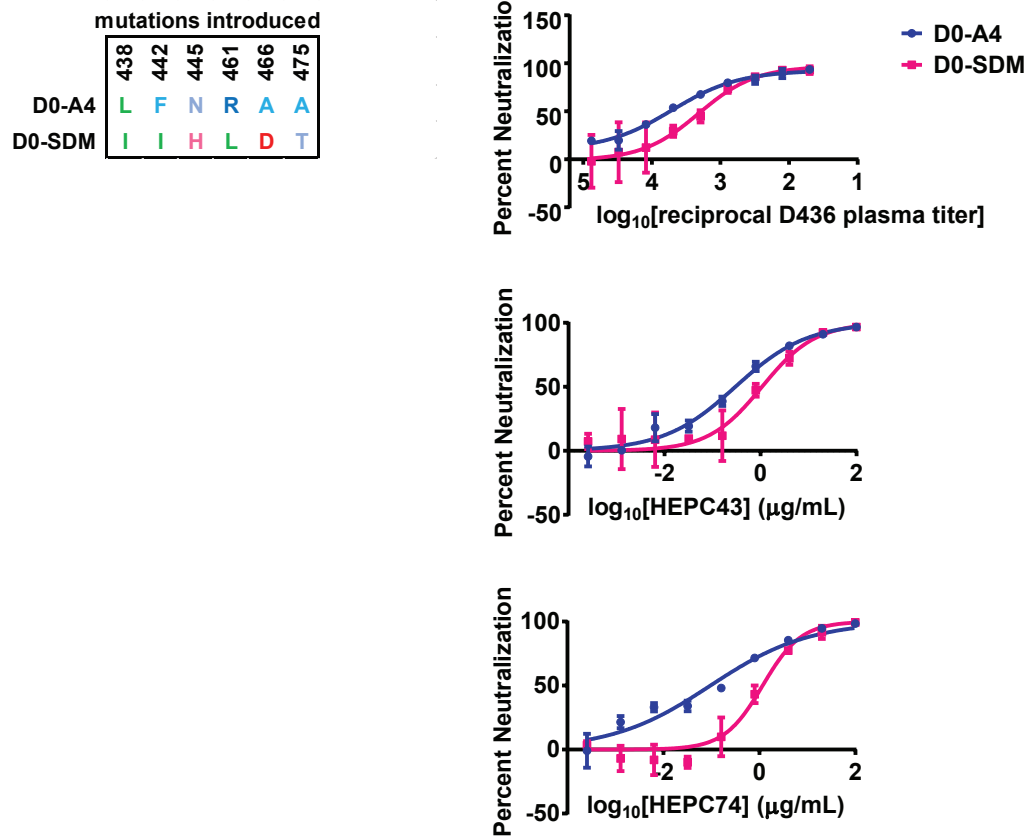 mutations introduced
438 442 445 461 466 475
D0-A4 L F N R A A
D0-SDM I I H L D T
Percent Neutralizatio
150
100
50
0
-50
5 4 3 2 1
log10[reciprocal D436 plasma titer]
D0-A4
D0-SDM
Percent Neutralization
100
50
0
-50
-2 0 2
log10[HEPC43] (μg/mL)
Percent Neutralization
100
50
0
-50
-2 0 2
log10[HEPC74] (μg/mL)